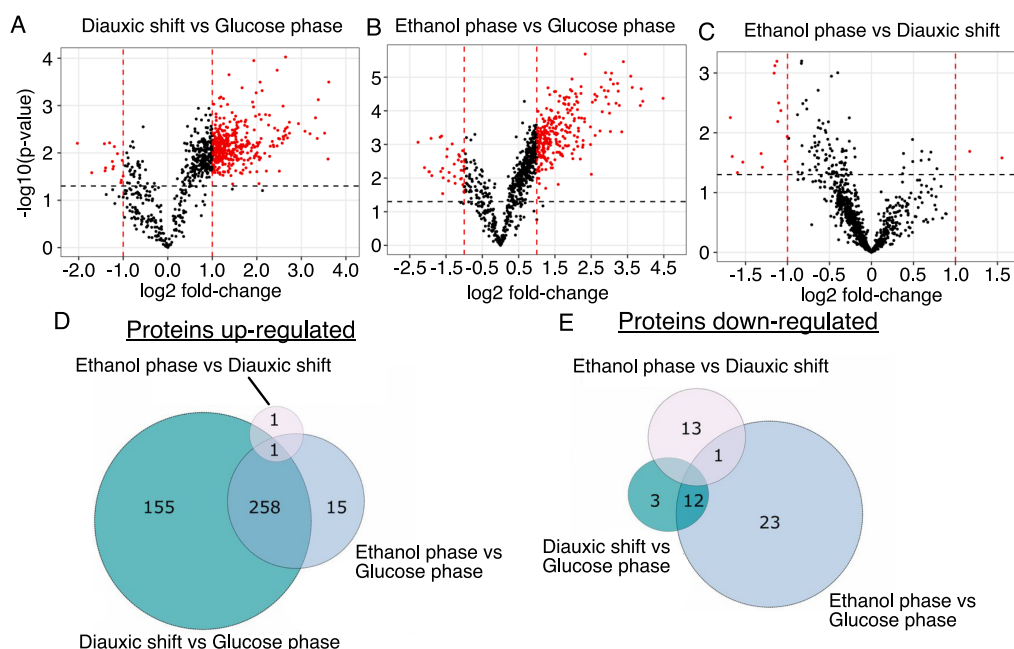 A
Diauxic shift vs Glucose phase
B
Ethanol phase vs Glucose phase
C
Ethanol phase vs Diauxic shift
-log10(p-value)
4
3
2
1
0
-2.0 -1.0 0.0 1.0 2.0 3.0 4.0
log2 fold-change
5
4
3
2
1
0
-2.5 -1.5 -0.5 0.5 1.5 2.5 3.5 4.5
log2 fold-change
3
2
1
0
-1.5 -1.0 -0.5 0 0.5 1.0 1.5
log2 fold-change
D
Proteins up-regulated
Ethanol phase vs Diauxic shift
1
1
155
258
15
Ethanol phase vs
Glucose phase
Diauxic shift vs Glucose phase
E
Proteins down-regulated
Ethanol phase vs Diauxic shift
13
1
3
12
23
Diauxic shift vs
Glucose phase
Ethanol phase vs
Glucose phase